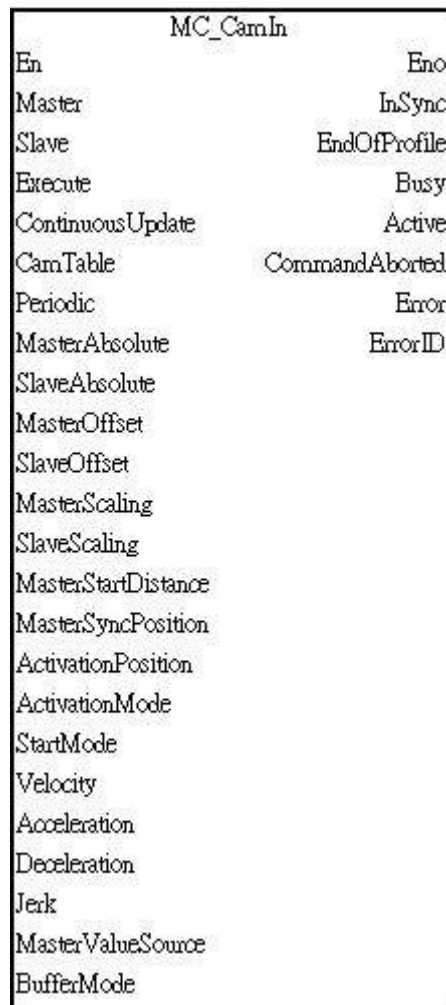 MC_CamIn
En Eno
Master InSync
Slave EndOfProfile
Execute Busy
ContinuousUpdate Active
CamTable CommandAborted
Periodic Error
MasterAbsolute ErrorID
SlaveAbsolute
MasterOffset
SlaveOffset
MasterScaling
SlaveScaling
MasterStartDistance
MasterSyncPosition
ActivationPosition
ActivationMode
StartMode
Velocity
Acceleration
Deceleration
Jerk
MasterValueSource
BufferMode